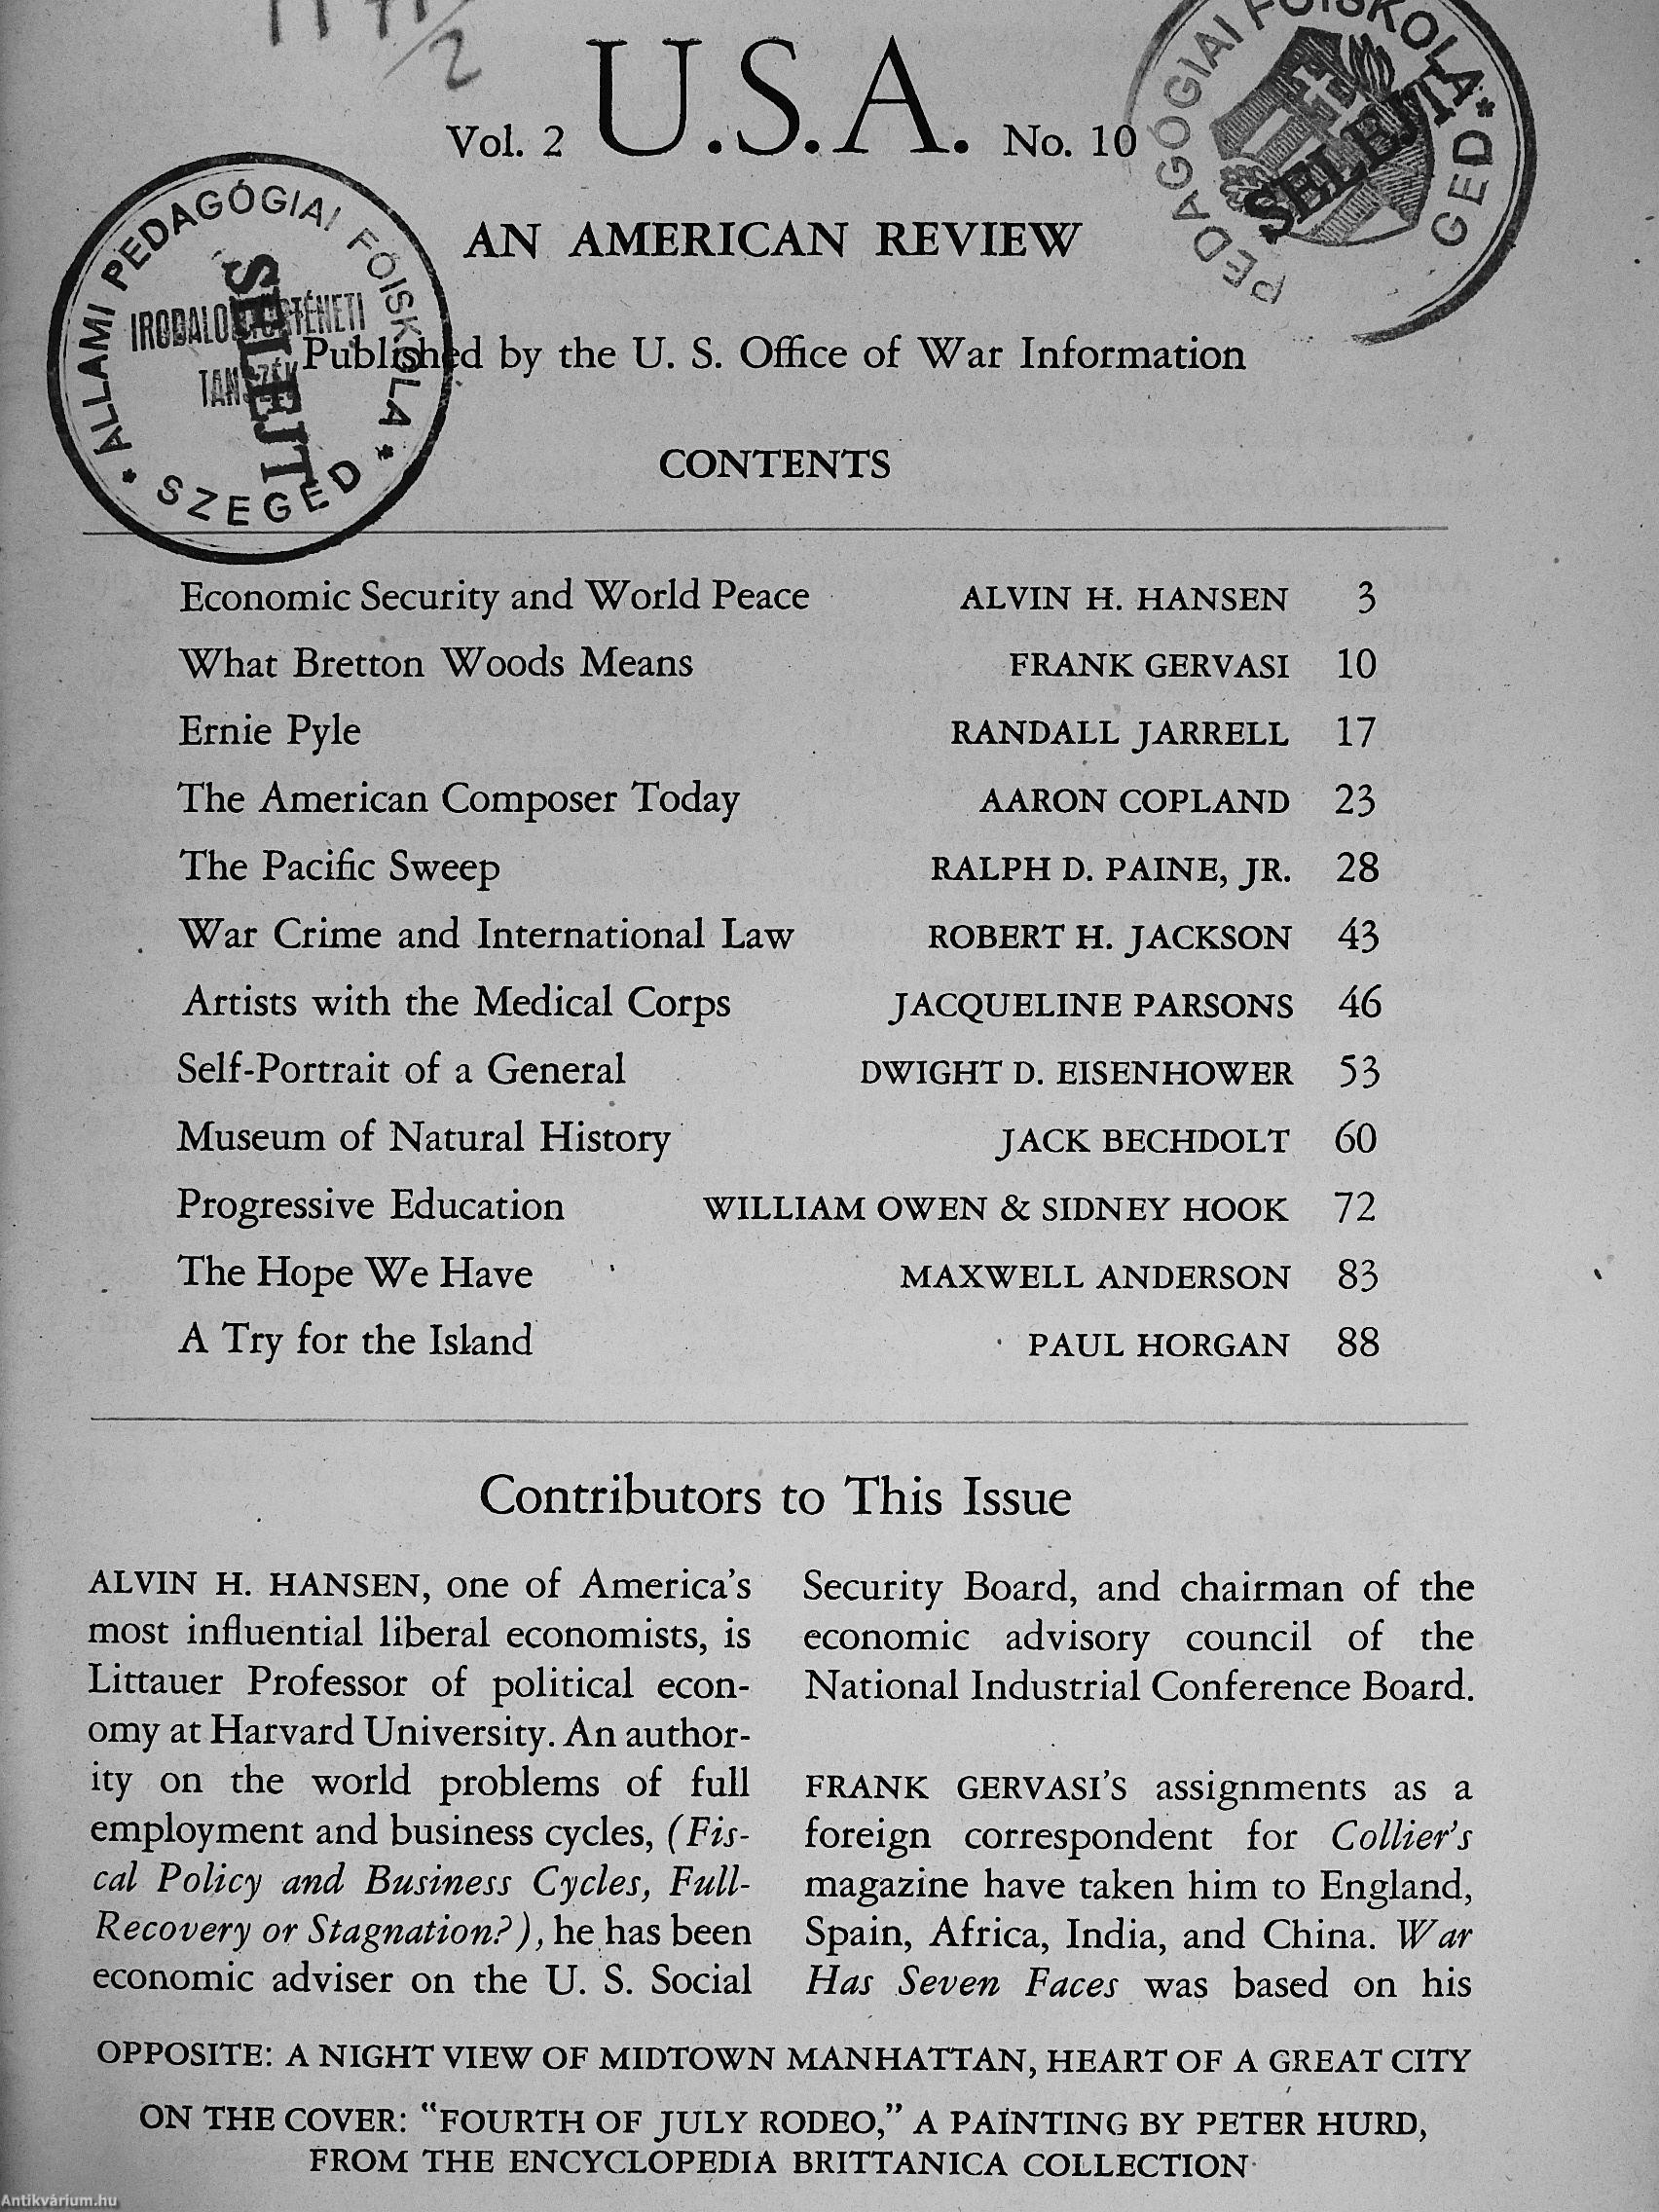 U.S.A.
Vol. 2
No. 10
AN AMERICAN REVIEW
PEDAGÓGIAI FŐISKOLA
GED
SELEJT
ÁLLAMI PEDAGÓGIAI FŐISKOLA
SZEGED
TANSZÉK
SELEJT
Published by the U. S. Office of War Information
CONTENTS
Economic Security and World Peace ALVIN H. HANSEN 3
What Bretton Woods Means FRANK GERVASI 10
Ernie Pyle RANDALL JARRELL 17
The American Composer Today AARON COPLAND 23
The Pacific Sweep RALPH D. PAINE, JR. 28
War Crime and International Law ROBERT H. JACKSON 43
Artists with the Medical Corps JACQUELINE PARSONS 46
Self-Portrait of a General DWIGHT D. EISENHOWER 53
Museum of Natural History JACK BECHDOLT 60
Progressive Education WILLIAM OWEN & SIDNEY HOOK 72
The Hope We Have MAXWELL ANDERSON 83
A Try for the Island PAUL HORGAN 88
Contributors to This Issue
ALVIN H. HANSEN, one of America's
most influential liberal economists, is
Littauer Professor of political econ-
omy at Harvard University. An author-
ity on the world problems of full
employment and business cycles, (Fis-
cal Policy and Business Cycles, Full-
Recovery or Stagnation?), he has been
economic adviser on the U. S. Social
Security Board, and chairman of the
economic advisory council of the
National Industrial Conference Board.
FRANK GERVASI'S assignments as a
foreign correspondent for Collier's
magazine have taken him to England,
Spain, Africa, India, and China. War
Has Seven Faces was based on his
OPPOSITE: A NIGHT VIEW OF MIDTOWN MANHATTAN, HEART OF A GREAT CITY
ON THE COVER: "FOURTH OF JULY RODEO," A PAINTING BY PETER HURD,
FROM THE ENCYCLOPEDIA BRITTANICA COLLECTION
Antikvárium.hu